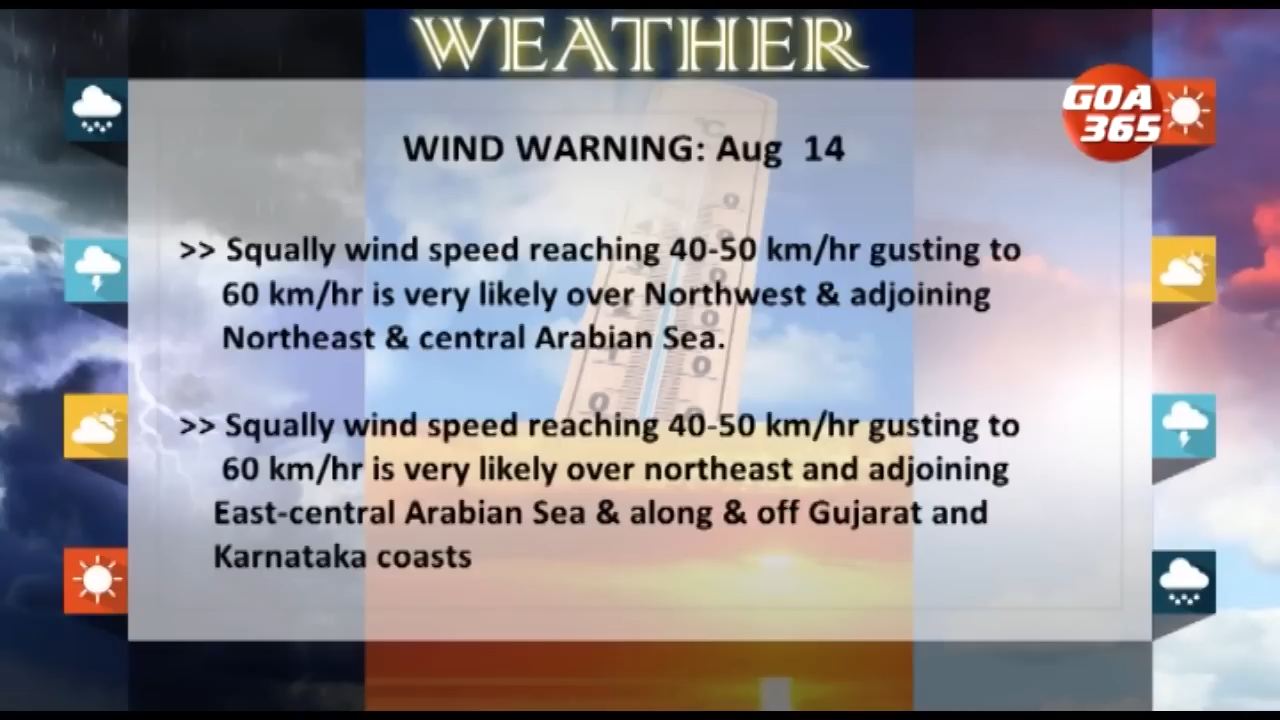 WEATHER
GOA
365
WIND WARNING: Aug 14
>> Squally wind speed reaching 40-50 km/hr gusting to
60 km/hr is very likely over Northwest & adjoining
Northeast & central Arabian Sea.
>> Squally wind speed reaching 40-50 km/hr gusting to
60 km/hr is very likely over northeast and adjoining
East-central Arabian Sea & along & off Gujarat and
Karnataka coasts